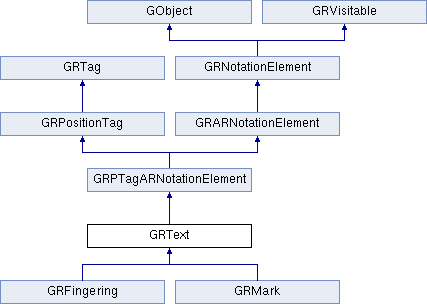 GObject GRVisitable
GRTag GRNotationElement
GRPositionTag GRARNotationElement
GRPTagARNotationElement
GRText
GRFingering GRMark